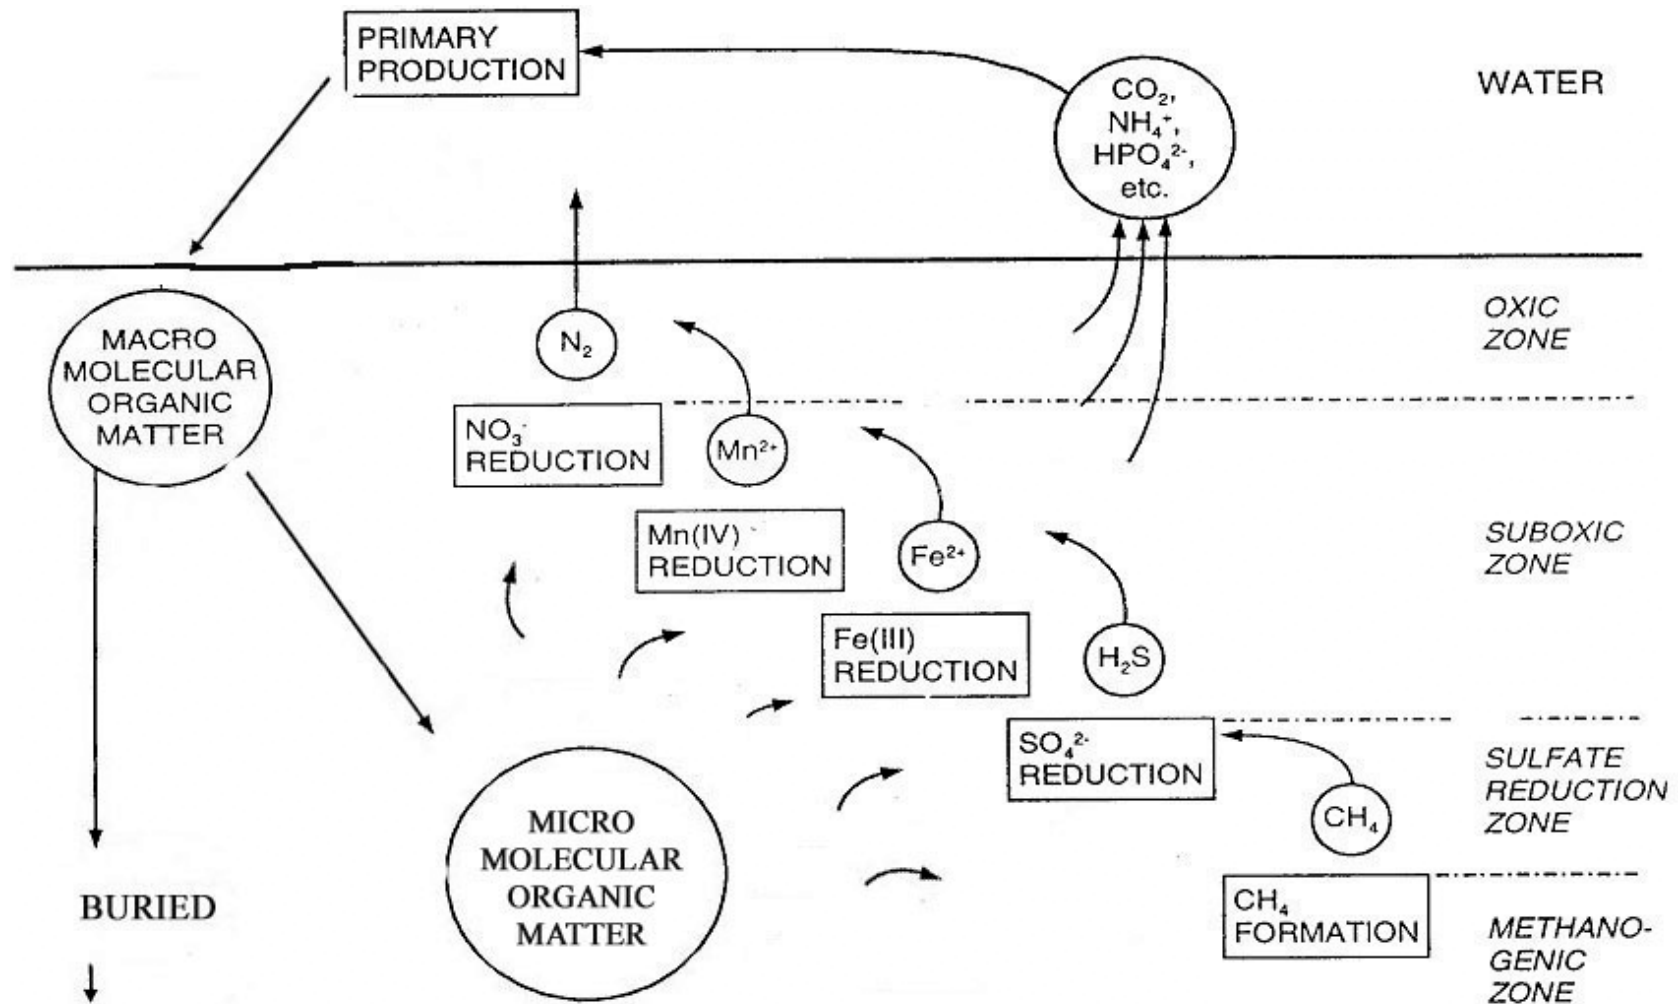 PRIMARY
PRODUCTION
CO₂,
NH₄⁺,
HPO₄²⁻,
etc.
WATER
OXIC
ZONE
N₂
MACRO
MOLECULAR
ORGANIC
MATTER
NO₃⁻
REDUCTION
Mn²⁺
Mn(IV)
REDUCTION
Fe²⁺
SUBOXIC
ZONE
Fe(III)
REDUCTION
H₂S
SO₄²⁻
REDUCTION
SULFATE
REDUCTION
ZONE
CH₄
MICRO
MOLECULAR
ORGANIC
MATTER
BURIED
CH₄
FORMATION
METHANO-
GENIC
ZONE